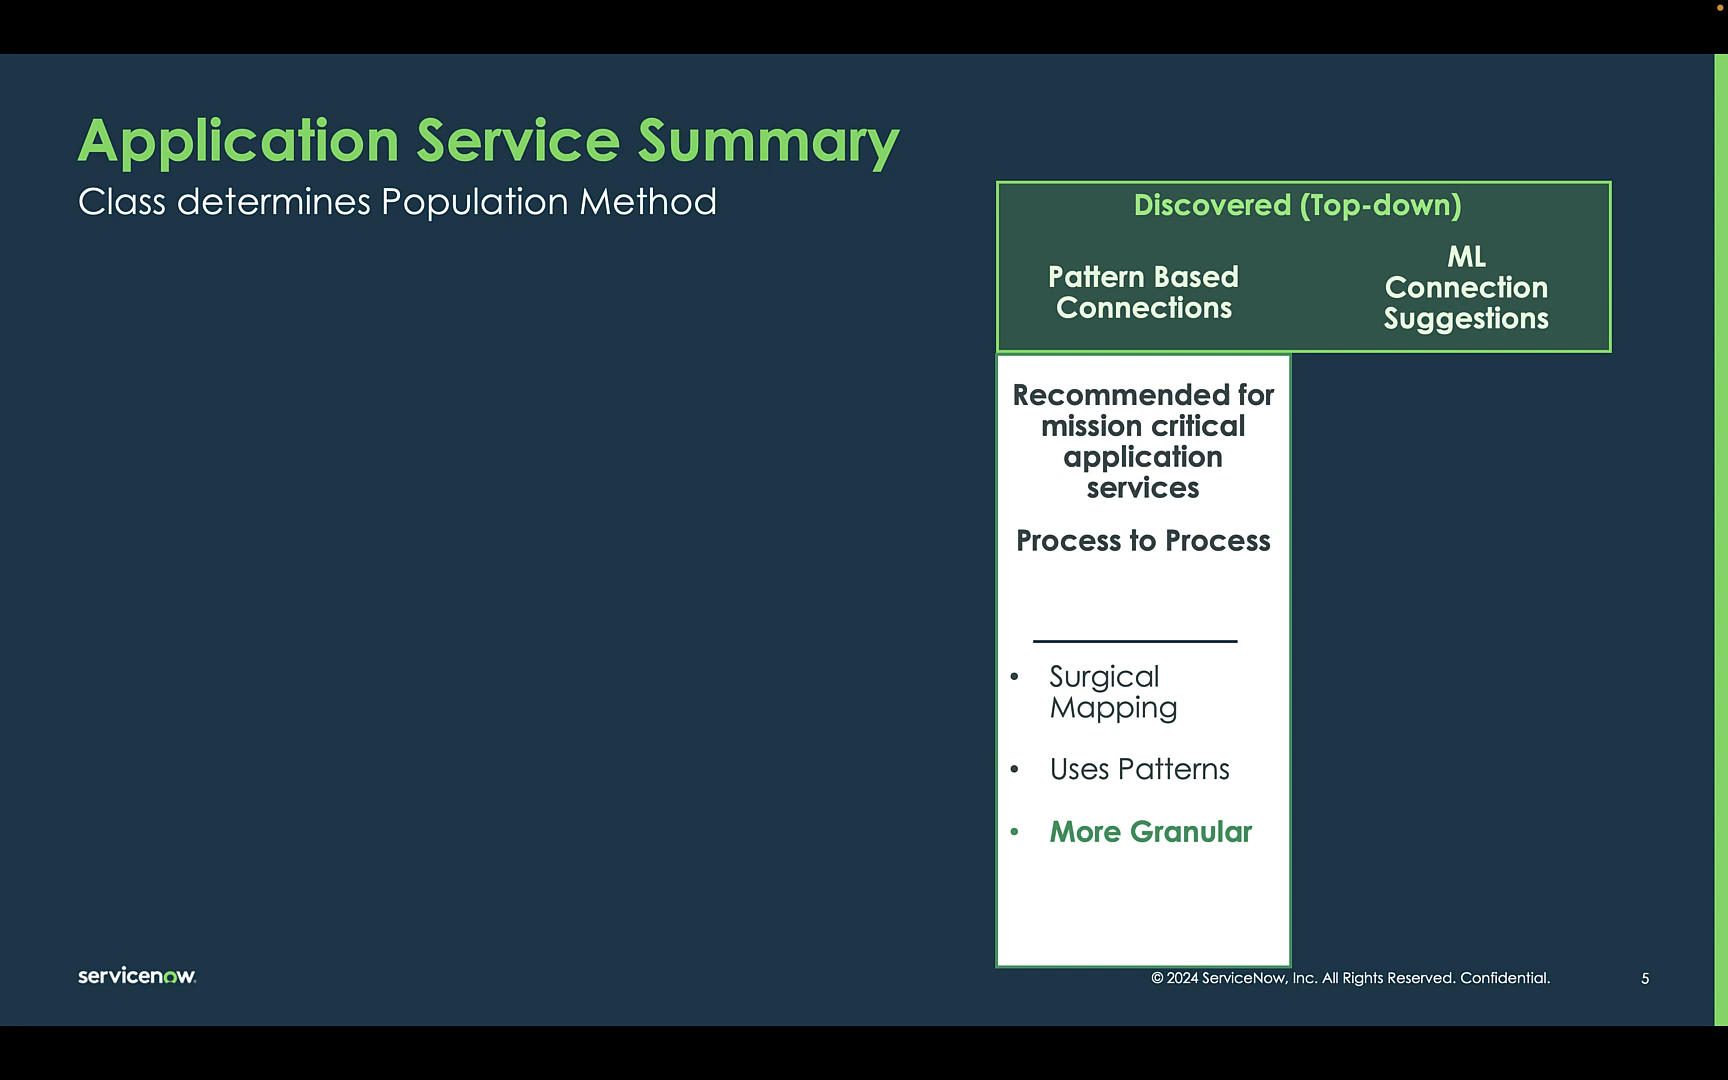 Application Service Summary
Class determines Population Method
Discovered (Top-down)
Pattern Based
Connections
ML
Connection
Suggestions
Recommended for
mission critical
application
services
Process to Process
• Surgical
Mapping
• Uses Patterns
• More Granular
servicenow.
© 2024 ServiceNow, Inc. All Rights Reserved. Confidential.
5